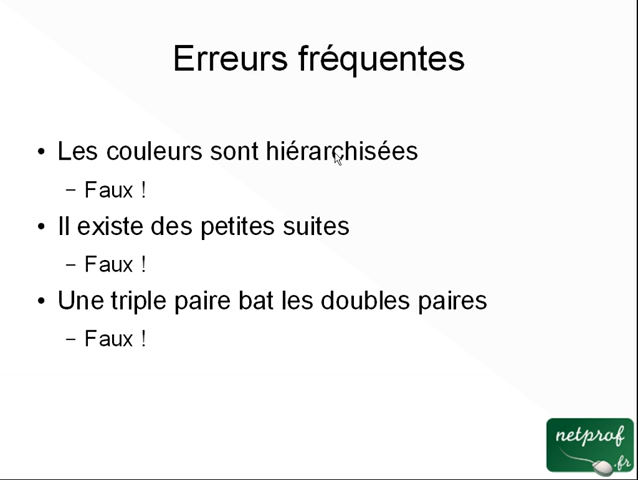 Erreurs fréquentes
• Les couleurs sont hiérarchisées
– Faux !
• Il existe des petites suites
– Faux !
• Une triple paire bat les doubles paires
– Faux !
netprof
.fr